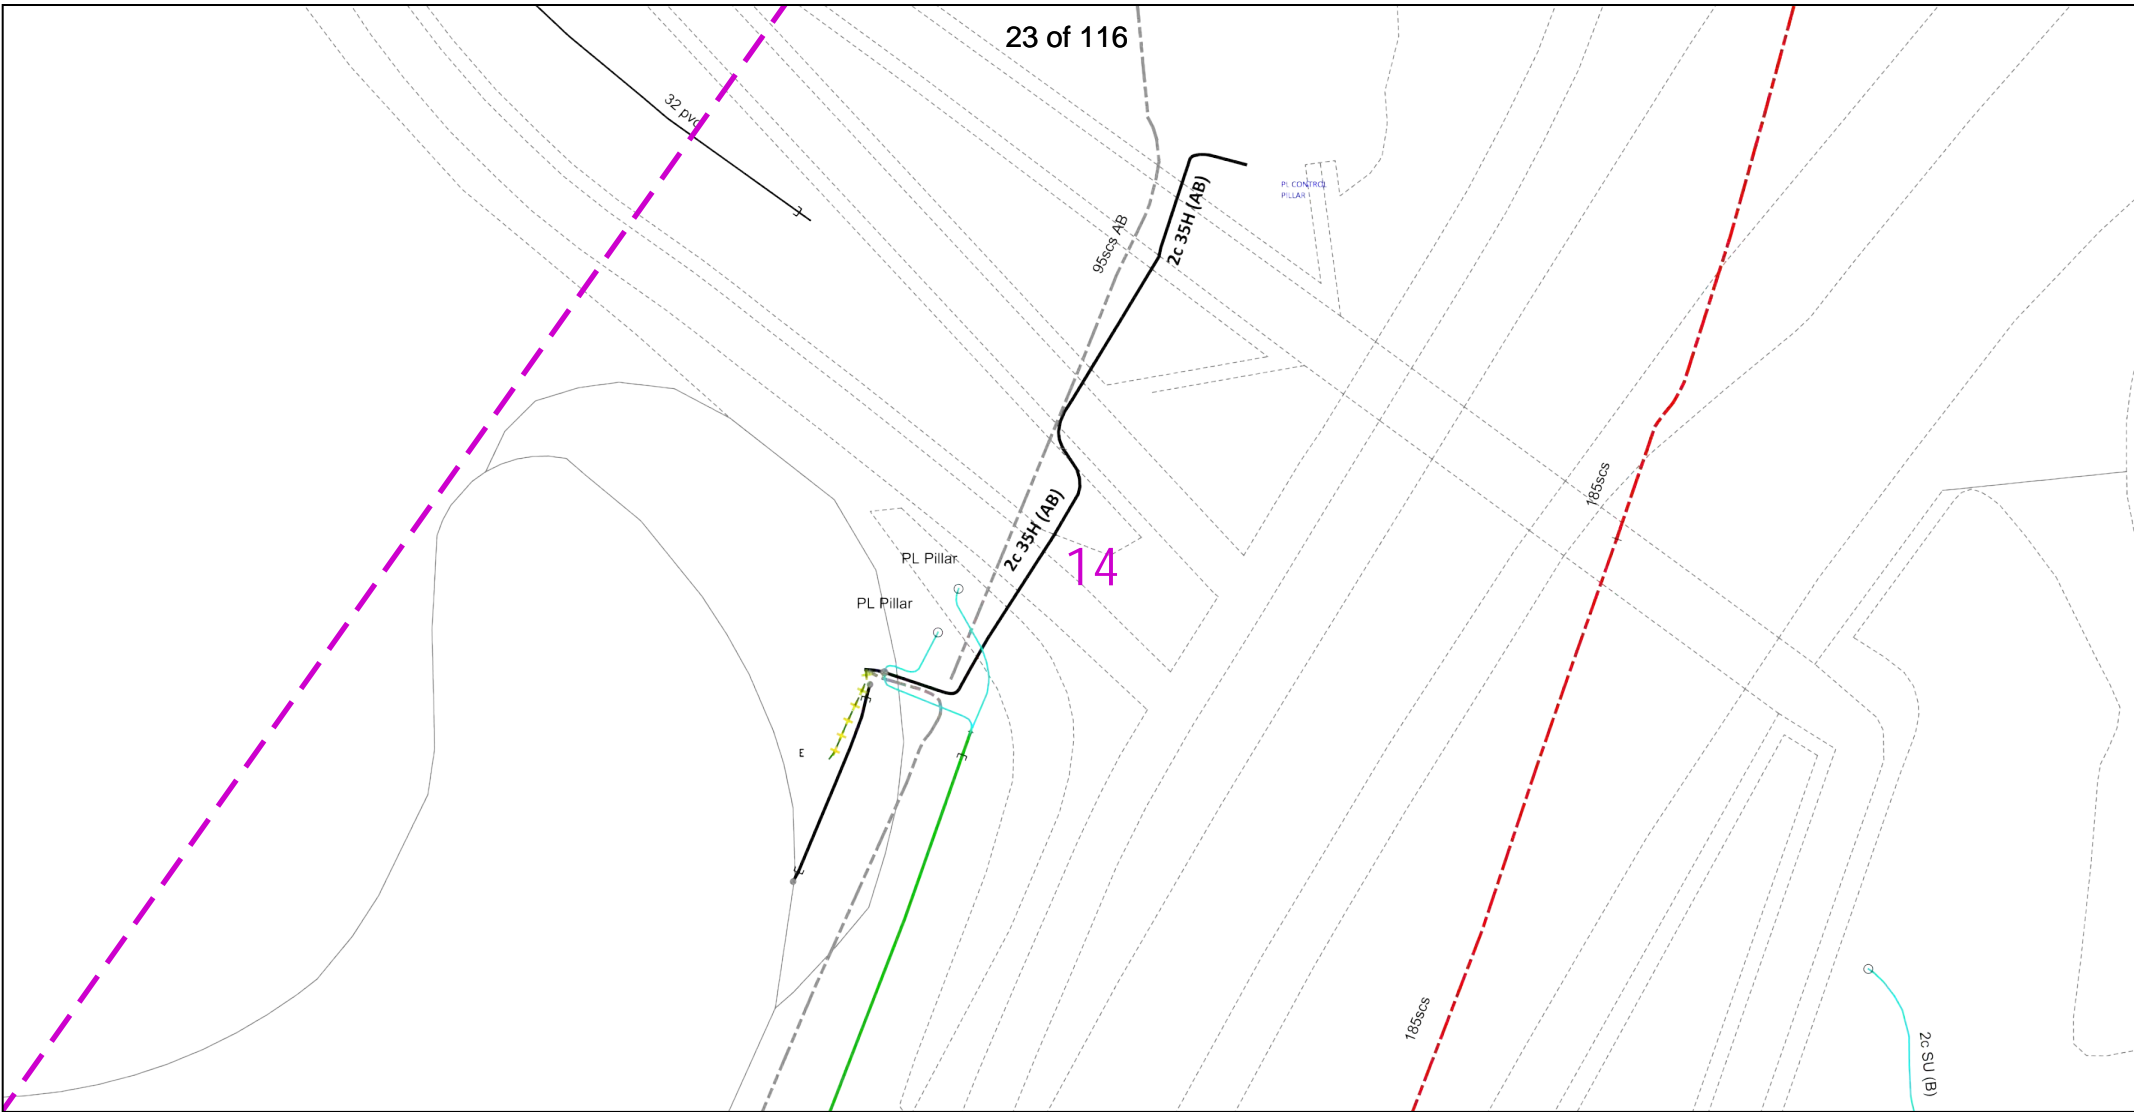 23 of 116
32 pvc
95scs AB
2c 35H (AB)
PL CONTROL
PILLAR
185scs
2c 35H (AB)
14
PL Pillar
PL Pillar
E
185scs
2c SU (B)